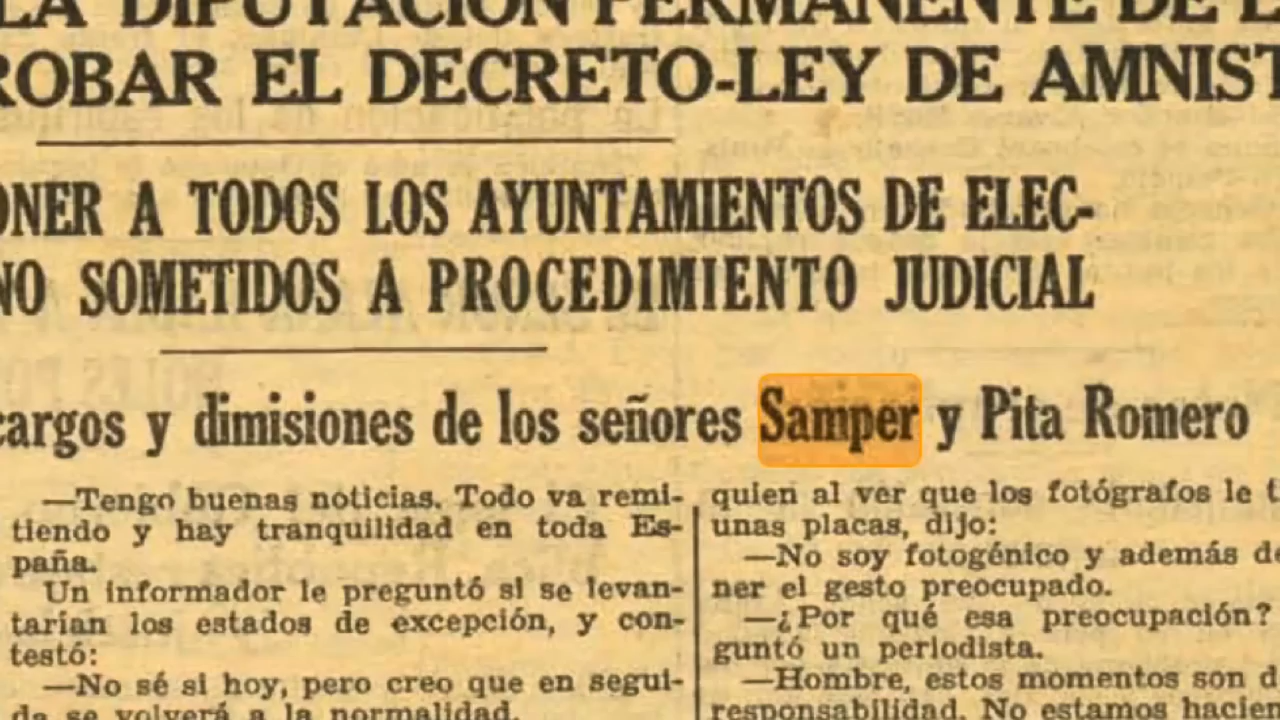 LA DIPUTACIÓN PERMANENTE DE
ROBAR EL DECRETO-LEY DE AMNIST
ONER A TODOS LOS AYUNTAMIENTOS DE ELEC-
NO SOMETIDOS A PROCEDIMIENTO JUDICIAL
cargos y dimisiones de los señores Samper y Pita Romero
—Tengo buenas noticias. Todo va remi-
tiendo y hay tranquilidad en toda Es-
paña.
Un informador le preguntó si se levan-
tarían los estados de excepción, y con-
testó:
—No sé si hoy, pero creo que en segui-
da se volverá a la normalidad.
quien al ver que los fotógrafos le t
unas placas, dijo:
—No soy fotogénico y además de
ner el gesto preocupado.
—¿Por qué esa preocupación?
guntó un periodista.
—Hombre, estos momentos son d
responsabilidad. No estamos hacien